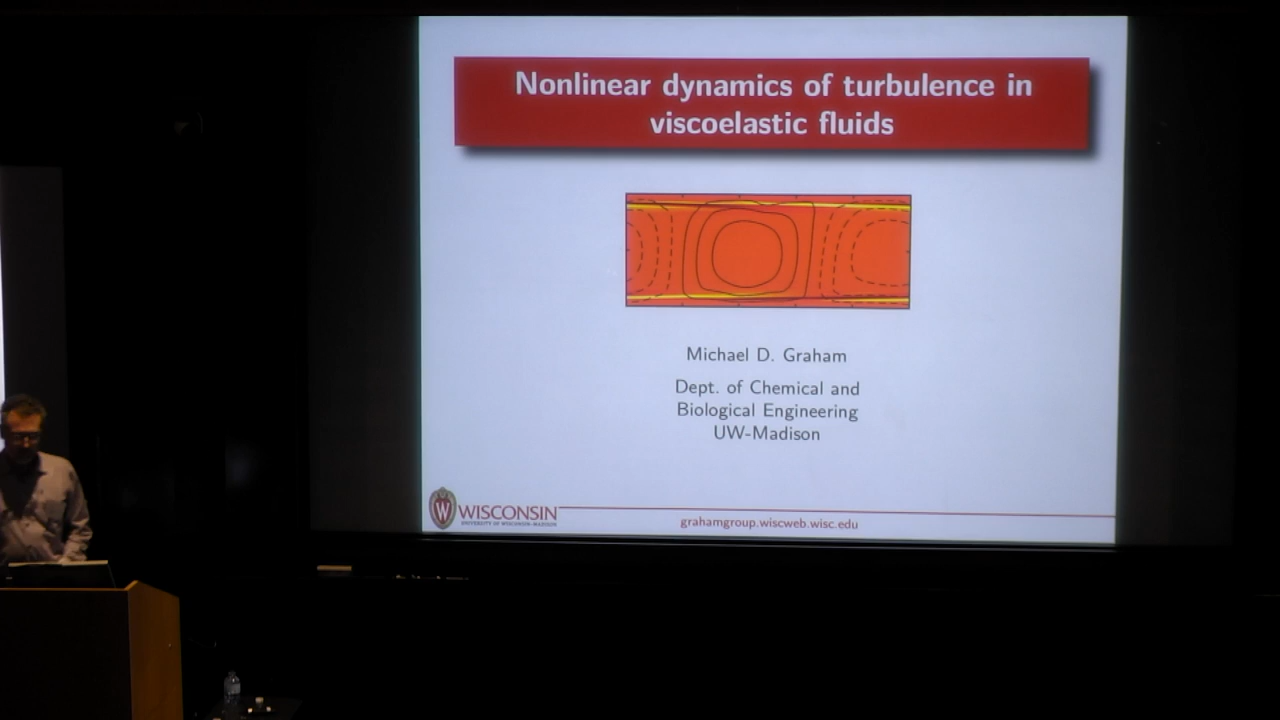 Nonlinear dynamics of turbulence in
viscoelastic fluids
Michael D. Graham
Dept. of Chemical and
Biological Engineering
UW-Madison
W
WISCONSIN
UNIVERSITY OF WISCONSIN-MADISON
grahamgroup.wiscweb.wisc.edu